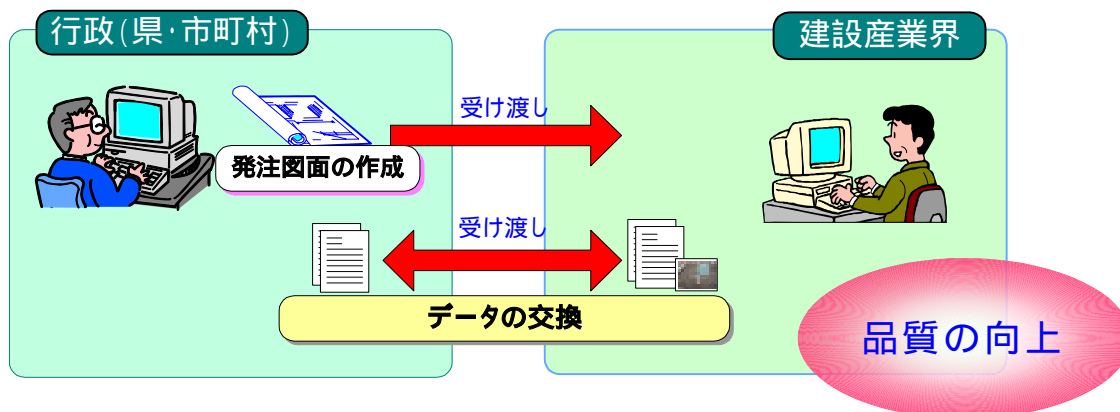 行政(県・市町村)
建設産業界
受け渡し
発注図面の作成
受け渡し
データの交換
品質の向上